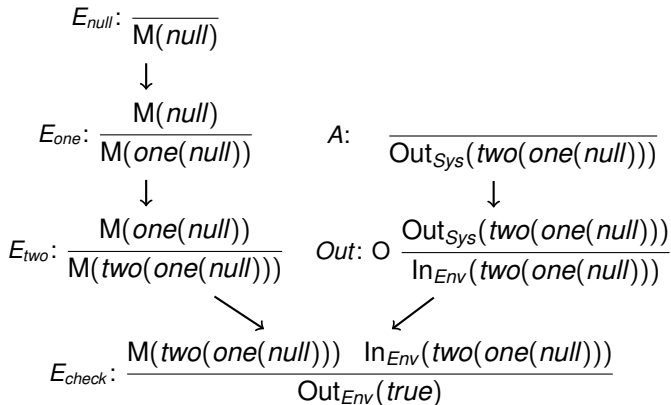 E_null: M(null)
E_one: M(null)
M(one(null))
A: Out_Sys(two(one(null)))
E_two: M(one(null))
M(two(one(null)))
Out: O Out_Sys(two(one(null)))
In_Env(two(one(null)))
E_check: M(two(one(null))) In_Env(two(one(null)))
Out_Env(true)